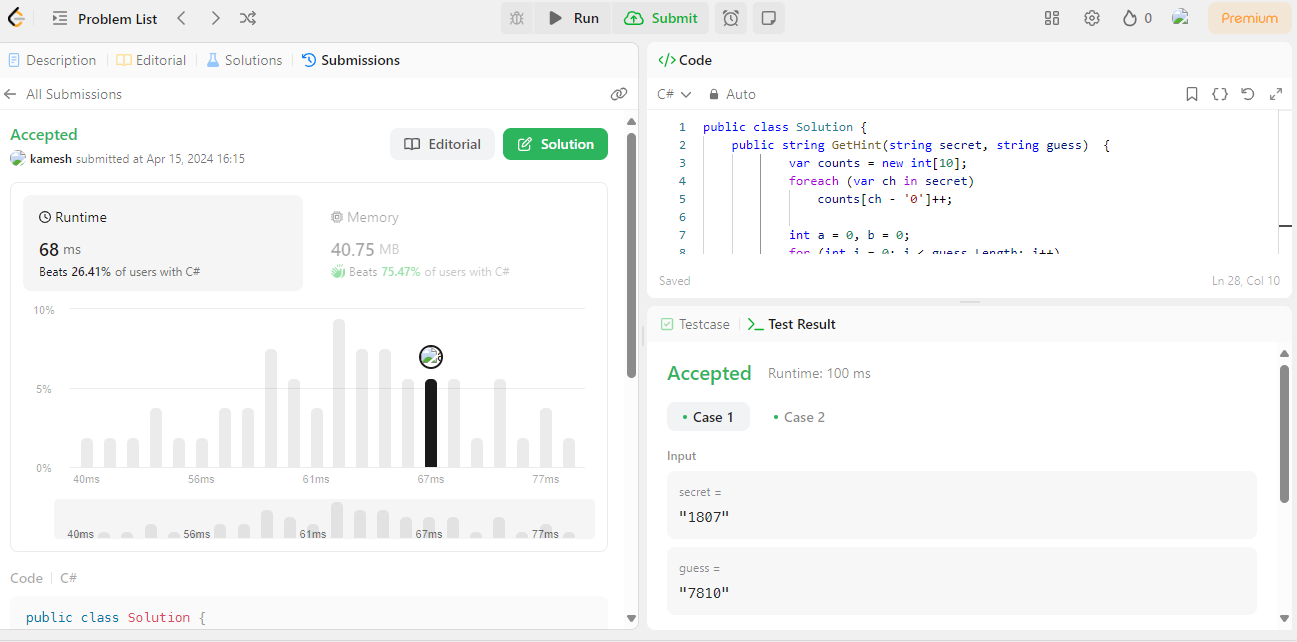 Problem List
Run
Submit
0
Premium
Description
Editorial
Solutions
Submissions
All Submissions
Accepted
kamesh submitted at Apr 15, 2024 16:15
Editorial
Solution
Runtime
68 ms
Beats 26.41% of users with C#
Memory
40.75 MB
Beats 75.47% of users with C#
10%
5%
0%
40ms 56ms 61ms 67ms 77ms
40ms 56ms 61ms 67ms 77ms
Code C#
public class Solution {
</> Code
C# Auto
1 public class Solution {
2 public string GetHint(string secret, string guess) {
3 var counts = new int[10];
4 foreach (var ch in secret)
5 counts[ch - '0']++;
6
7 int a = 0, b = 0;
8 for (int i = 0; i < guess.Length; i++)
Saved
Ln 28, Col 10
Testcase
Test Result
Accepted Runtime: 100 ms
• Case 1 • Case 2
Input
secret =
"1807"
guess =
"7810"